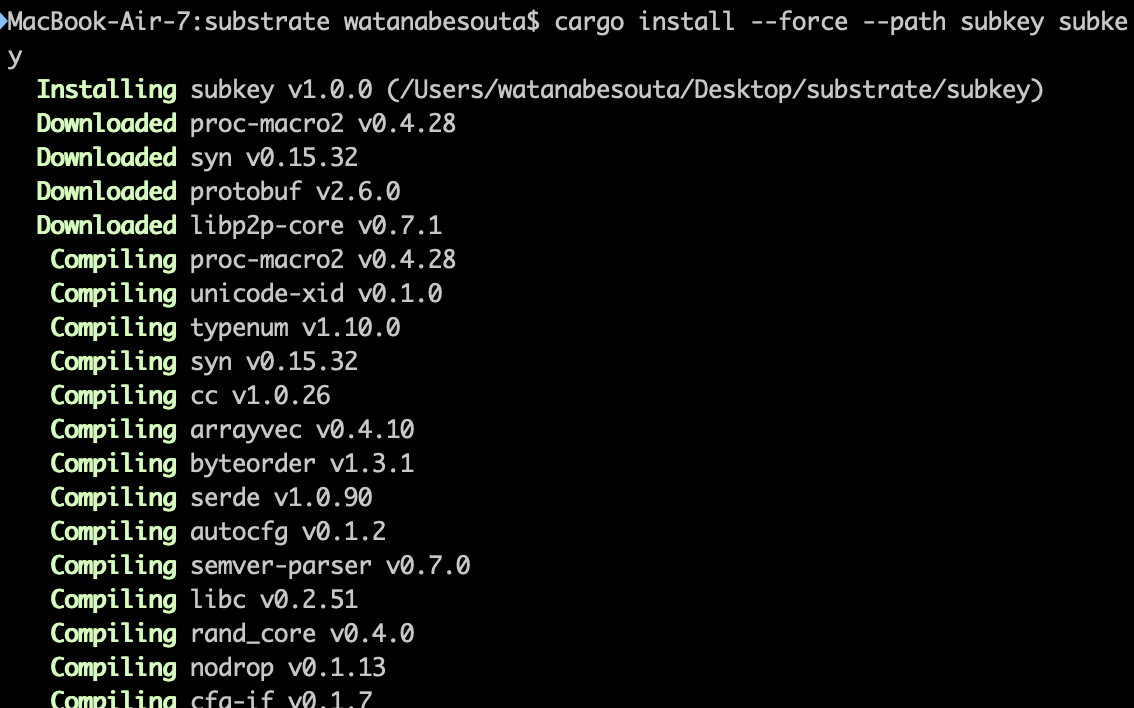 MacBook-Air-7:substrate watanabesouta$ cargo install --force --path subkey subke
y
Installing subkey v1.0.0 (/Users/watanabesouta/Desktop/substrate/subkey)
Downloaded proc-macro2 v0.4.28
Downloaded syn v0.15.32
Downloaded protobuf v2.6.0
Downloaded libp2p-core v0.7.1
Compiling proc-macro2 v0.4.28
Compiling unicode-xid v0.1.0
Compiling typenum v1.10.0
Compiling syn v0.15.32
Compiling cc v1.0.26
Compiling arrayvec v0.4.10
Compiling byteorder v1.3.1
Compiling serde v1.0.90
Compiling autocfg v0.1.2
Compiling semver-parser v0.7.0
Compiling libc v0.2.51
Compiling rand_core v0.4.0
Compiling nodrop v0.1.13
Compiling cfg-if v0.1.7